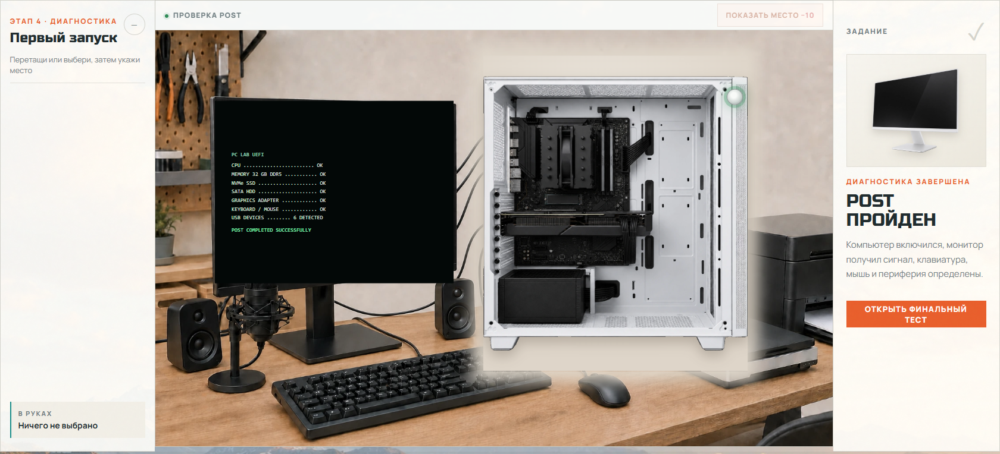 ЭТАП 4 · ДИАГНОСТИКА
Первый запуск
Перетащи или выбери, затем укажи
место
В РУКАХ
Ничего не выбрано
ПРОВЕРКА POST
ПОКАЗАТЬ МЕСТО −10
PC LAB UEFI
CPU ........................ OK
MEMORY 32 GB DDR5 ........... OK
NVMe SSD .................... OK
SATA HDD .................... OK
GRAPHICS ADAPTER ............ OK
KEYBOARD / MOUSE ............ OK
USB DEVICES ........ 6 DETECTED
POST COMPLETED SUCCESSFULLY
ЗАДАНИЕ
ДИАГНОСТИКА ЗАВЕРШЕНА
POST
ПРОЙДЕН
Компьютер включился, монитор
получил сигнал, клавиатура,
мышь и периферия определены.
ОТКРЫТЬ ФИНАЛЬНЫЙ
ТЕСТ